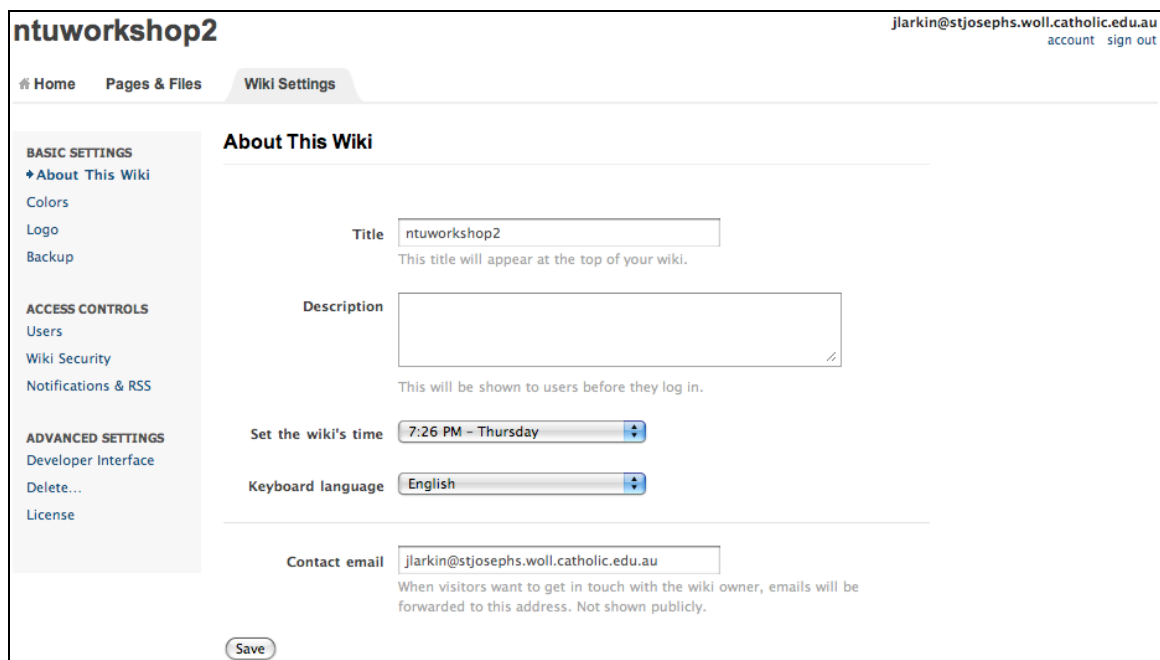 ntuworkshop2
jlarkin@stjosephs.woll.catholic.edu.au
account sign out
Home Pages & Files Wiki Settings
BASIC SETTINGS
About This Wiki
Colors
Logo
Backup
ACCESS CONTROLS
Users
Wiki Security
Notifications & RSS
ADVANCED SETTINGS
Developer Interface
Delete...
License
About This Wiki
Title ntuworkshop2
This title will appear at the top of your wiki.
Description
This will be shown to users before they log in.
Set the wiki's time 7:26 PM – Thursday
Keyboard language English
Contact email jlarkin@stjosephs.woll.catholic.edu.au
When visitors want to get in touch with the wiki owner, emails will be
forwarded to this address. Not shown publicly.
Save